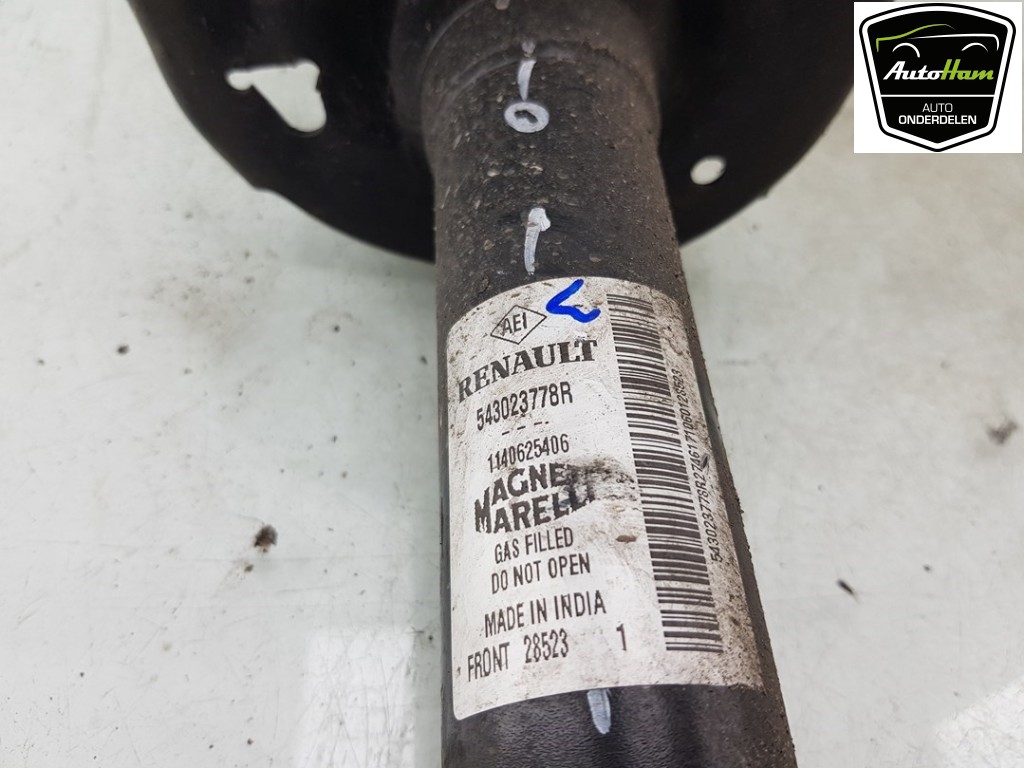 AutoHam
AUTO
ONDERDELEN
AEI
RENAULT
543023778R
---.
1140625406
MAGNE
MARELLI
GAS FILLED
DO NOT OPEN
MADE IN INDIA
FRONT 28523 1